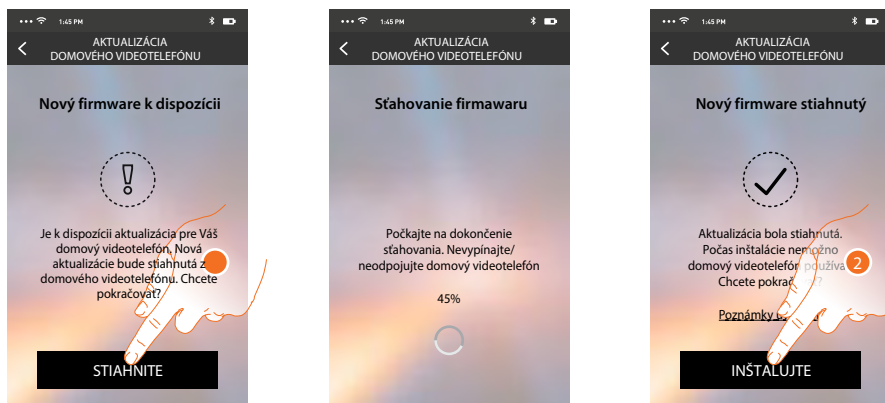 1:45 PM
AKTUALIZÁCIA
DOMOVÉHO VIDEOTELEFÓNU
Nový firmware k dispozícii
Je k dispozícii aktualizácia pre Váš
domový videotelefón, Nová
aktualizácie bude stiahnutá z
domového videotelefónu. Chcete
pokračovať?
STIAHNITE
1:45 PM
AKTUALIZÁCIA
DOMOVÉHO VIDEOTELEFÓNU
Sťahovanie firmawaru
Počkajte na dokončenie
sťahovania. Nevypínajte/
neodpojujte domový videotelefón
45%
1:45 PM
AKTUALIZÁCIA
DOMOVÉHO VIDEOTELEFÓNU
Nový firmware stiahnutý
Aktualizácia bola stiahnutá.
Počas inštalácie nemožno
domový videotelefón
2
Chcete
Poznámky
INŠTALUJTE